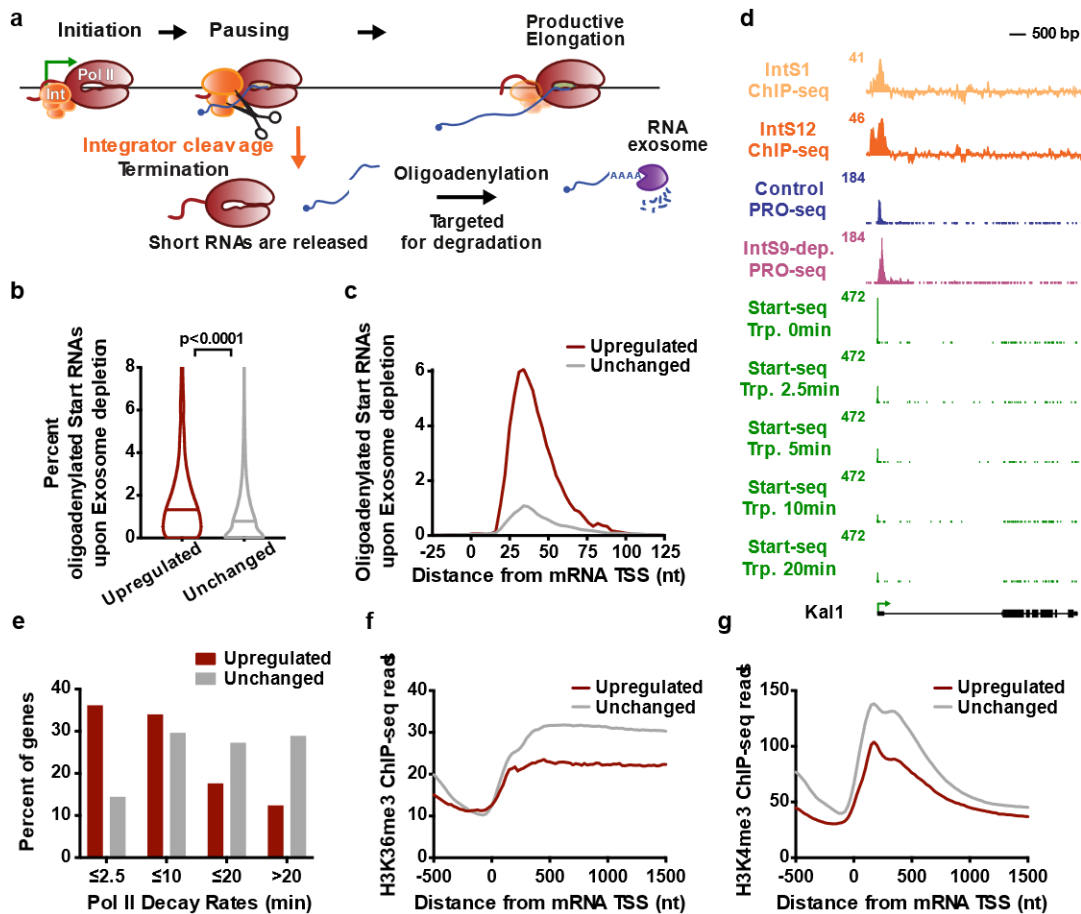 a
Initiation
Pausing
Productive
Elongation
Pol II
Int
Integrator cleavage
Termination
Short RNAs are released
Oligoadenylation
Targeted
for degradation
RNA
exosome
AAAA
b
p<0.0001
Percent
oligoadenylated Start RNAs
upon Exosome depletion
8
6
4
2
0
Upregulated
Unchanged
c
Upregulated
Unchanged
Oligoadenylated Start RNAs
upon Exosome depletion
6
4
2
0
-25
0
25
50
75
100
125
Distance from mRNA TSS (nt)
d
500 bp
IntS1
ChIP-seq
41
IntS12
ChIP-seq
46
Control
PRO-seq
184
IntS9-dep.
PRO-seq
184
Start-seq
Trp. 0min
472
Start-seq
Trp. 2.5min
472
Start-seq
Trp. 5min
472
Start-seq
Trp. 10min
472
Start-seq
Trp. 20min
472
Kal1
e
Upregulated
Unchanged
Percent of genes
40
30
20
10
0
≤2.5
≤10
≤20
>20
Pol II Decay Rates (min)
f
Upregulated
Unchanged
H3K36me3 ChIP-seq reads
40
30
20
10
0
-500
0
500
1000
1500
Distance from mRNA TSS (nt)
g
Upregulated
Unchanged
H3K4me3 ChIP-seq reads
150
100
50
0
-500
0
500
1000
1500
Distance from mRNA TSS (nt)